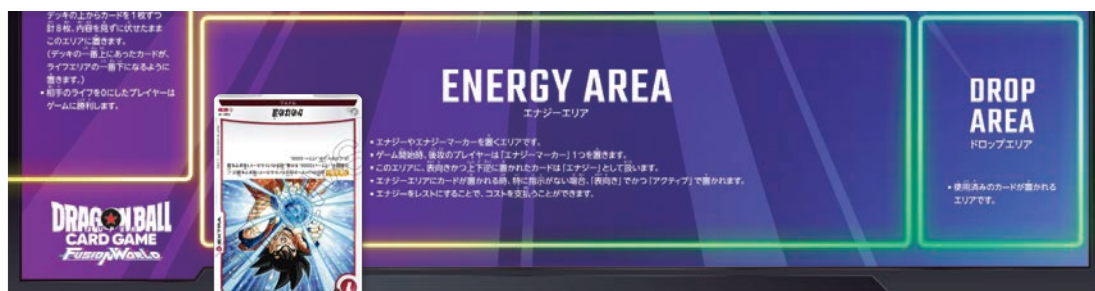 デッキの上からカードを1枚ずつ
計8枚、内容を見ずに伏せたまま
このエリアに置きます。
(デッキの一番上にあったカードが、
ライフエリアの一番下になるように
置きます。)
• 相手のライフを0にしたプレイヤーは
ゲームに勝利します。
DRAGON BALL
SUPER
CARD GAME
FUSION WORLD
かめはめ波
EXTRA
ENERGY AREA
エナジーエリア
• エナジーやエナジーマーカーを置くエリアです。
• ゲーム開始時、後攻のプレイヤーは「エナジーマーカー」1つを置きます。
• このエリアに、表向きかつ上下逆に置かれたカードは「エナジー」として扱います。
• エナジーエリアにカードが置かれる時、特に指示がない場合、「表向き」でかつ「アクティブ」で置かれます。
• エナジーをレストにすることで、コストを支払うことができます。
DROP
AREA
ドロップエリア
• 使用済みのカードが置かれる
エリアです。